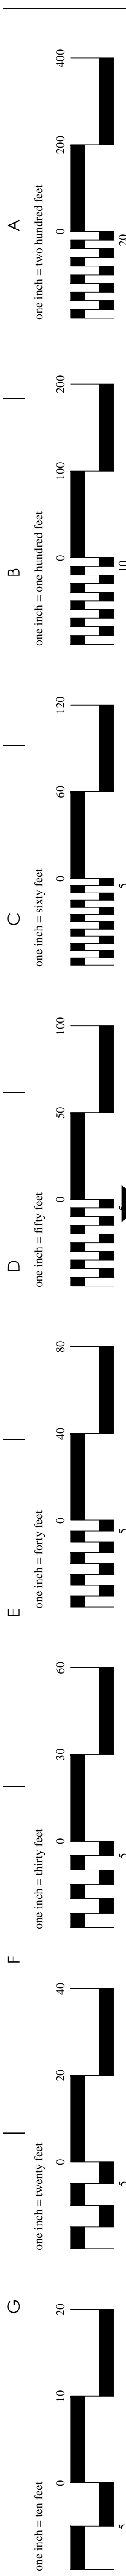 G F E D C B A
one inch = ten feet one inch = twenty feet one inch = thirty feet one inch = forty feet one inch = fifty feet one inch = sixty feet one inch = one hundred feet one inch = two hundred feet
0 10 20 0 20 40 0 30 60 0 40 80 0 50 100 0 60 120 0 100 200 0 200 400
5 5 5 5 5 5 10 20